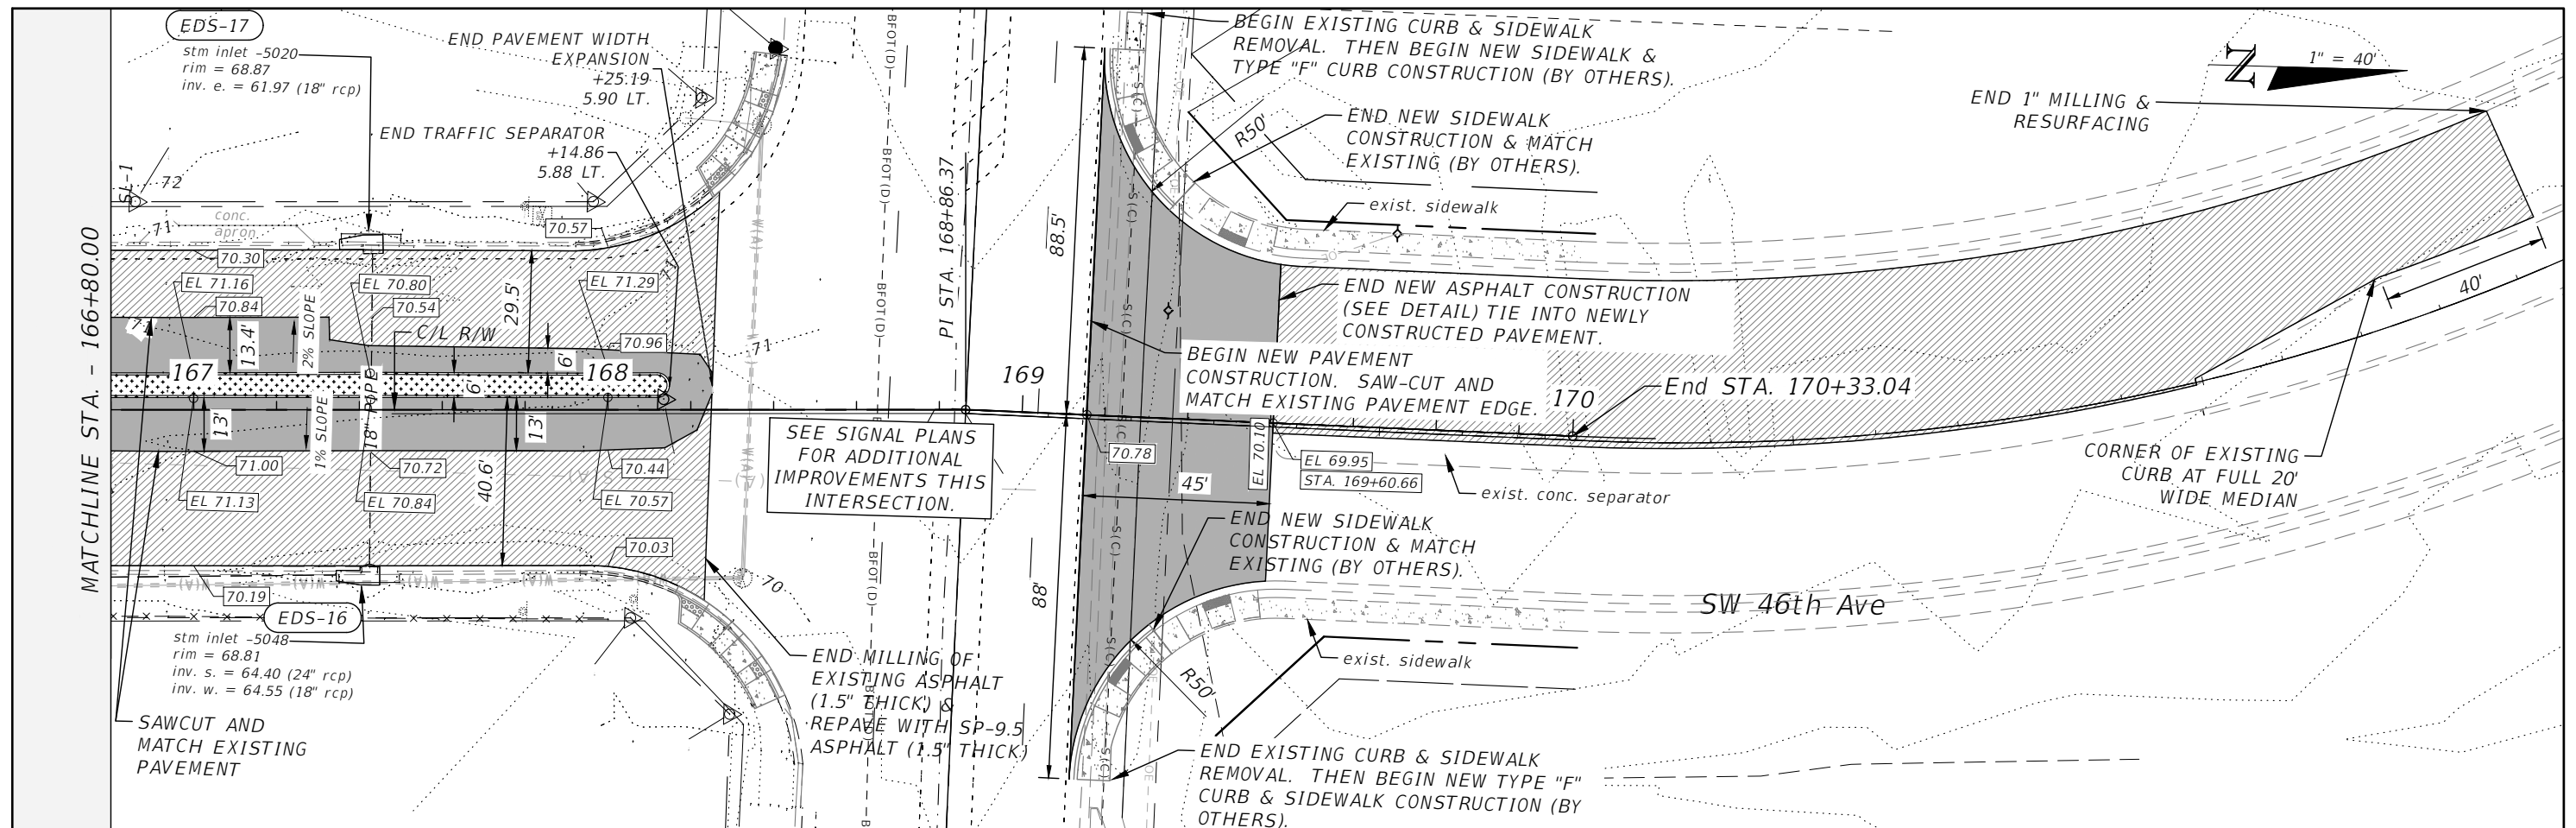 EDS-17
stm inlet -5020
rim = 68.87
inv. e. = 61.97 (18" rcp)
END PAVEMENT WIDTH
EXPANSION
+25.19
5.90 LT.
END TRAFFIC SEPARATOR
+14.86
5.88 LT.
SL-1
72
71
conc.
apron
70.57
70.30
EL 71.16
70.84
EL 70.80
70.54
EL 71.29
71
70.96
71
71
C/L R/W
2% SLOPE
13.4'
29.5'
6'
6'
167
168
13'
1% SLOPE
13'
40.6'
71.00
70.72
70.44
EL 71.13
EL 70.84
EL 70.57
70.03
70.19
70
W(A)
W(A)
W(A)
W(A)
W(A)
W(A)
EDS-16
stm inlet -5048
rim = 68.81
inv. s. = 64.40 (24" rcp)
inv. w. = 64.55 (18" rcp)
SAWCUT AND
MATCH EXISTING
PAVEMENT
MATCHLINE STA. - 166+80.00
END MILLING OF
EXISTING ASPHALT
(1.5" THICK) &
REPAVE WITH SP-9.5
ASPHALT (1.5" THICK)
SEE SIGNAL PLANS
FOR ADDITIONAL
IMPROVEMENTS THIS
INTERSECTION.
BFOT(D)
BFOT(D)
BFOT(D)
BFOT(D)
BFOT(D)
BFOT(D)
PI STA. 168+86.37
169
88.5'
88'
S(C)
S(C)
S(C)
S(C)
S(C)
S(C)
BEGIN EXISTING CURB & SIDEWALK
REMOVAL. THEN BEGIN NEW SIDEWALK &
TYPE "F" CURB CONSTRUCTION (BY OTHERS).
END NEW SIDEWALK
CONSTRUCTION & MATCH
EXISTING (BY OTHERS).
R50'
exist. sidewalk
OE
END NEW ASPHALT CONSTRUCTION
(SEE DETAIL) TIE INTO NEWLY
CONSTRUCTED PAVEMENT.
BEGIN NEW PAVEMENT
CONSTRUCTION. SAW-CUT AND
MATCH EXISTING PAVEMENT EDGE.
170
End STA. 170+33.04
70.78
EL 70.10
EL 69.95
STA. 169+60.66
45'
exist. conc. separator
END NEW SIDEWALK
CONSTRUCTION & MATCH
EXISTING (BY OTHERS).
exist. sidewalk
R50'
END EXISTING CURB & SIDEWALK
REMOVAL. THEN BEGIN NEW TYPE "F"
CURB & SIDEWALK CONSTRUCTION (BY
OTHERS).
SW 46th Ave
CORNER OF EXISTING
CURB AT FULL 20'
WIDE MEDIAN
40'
END 1" MILLING &
RESURFACING
N
1" = 40'